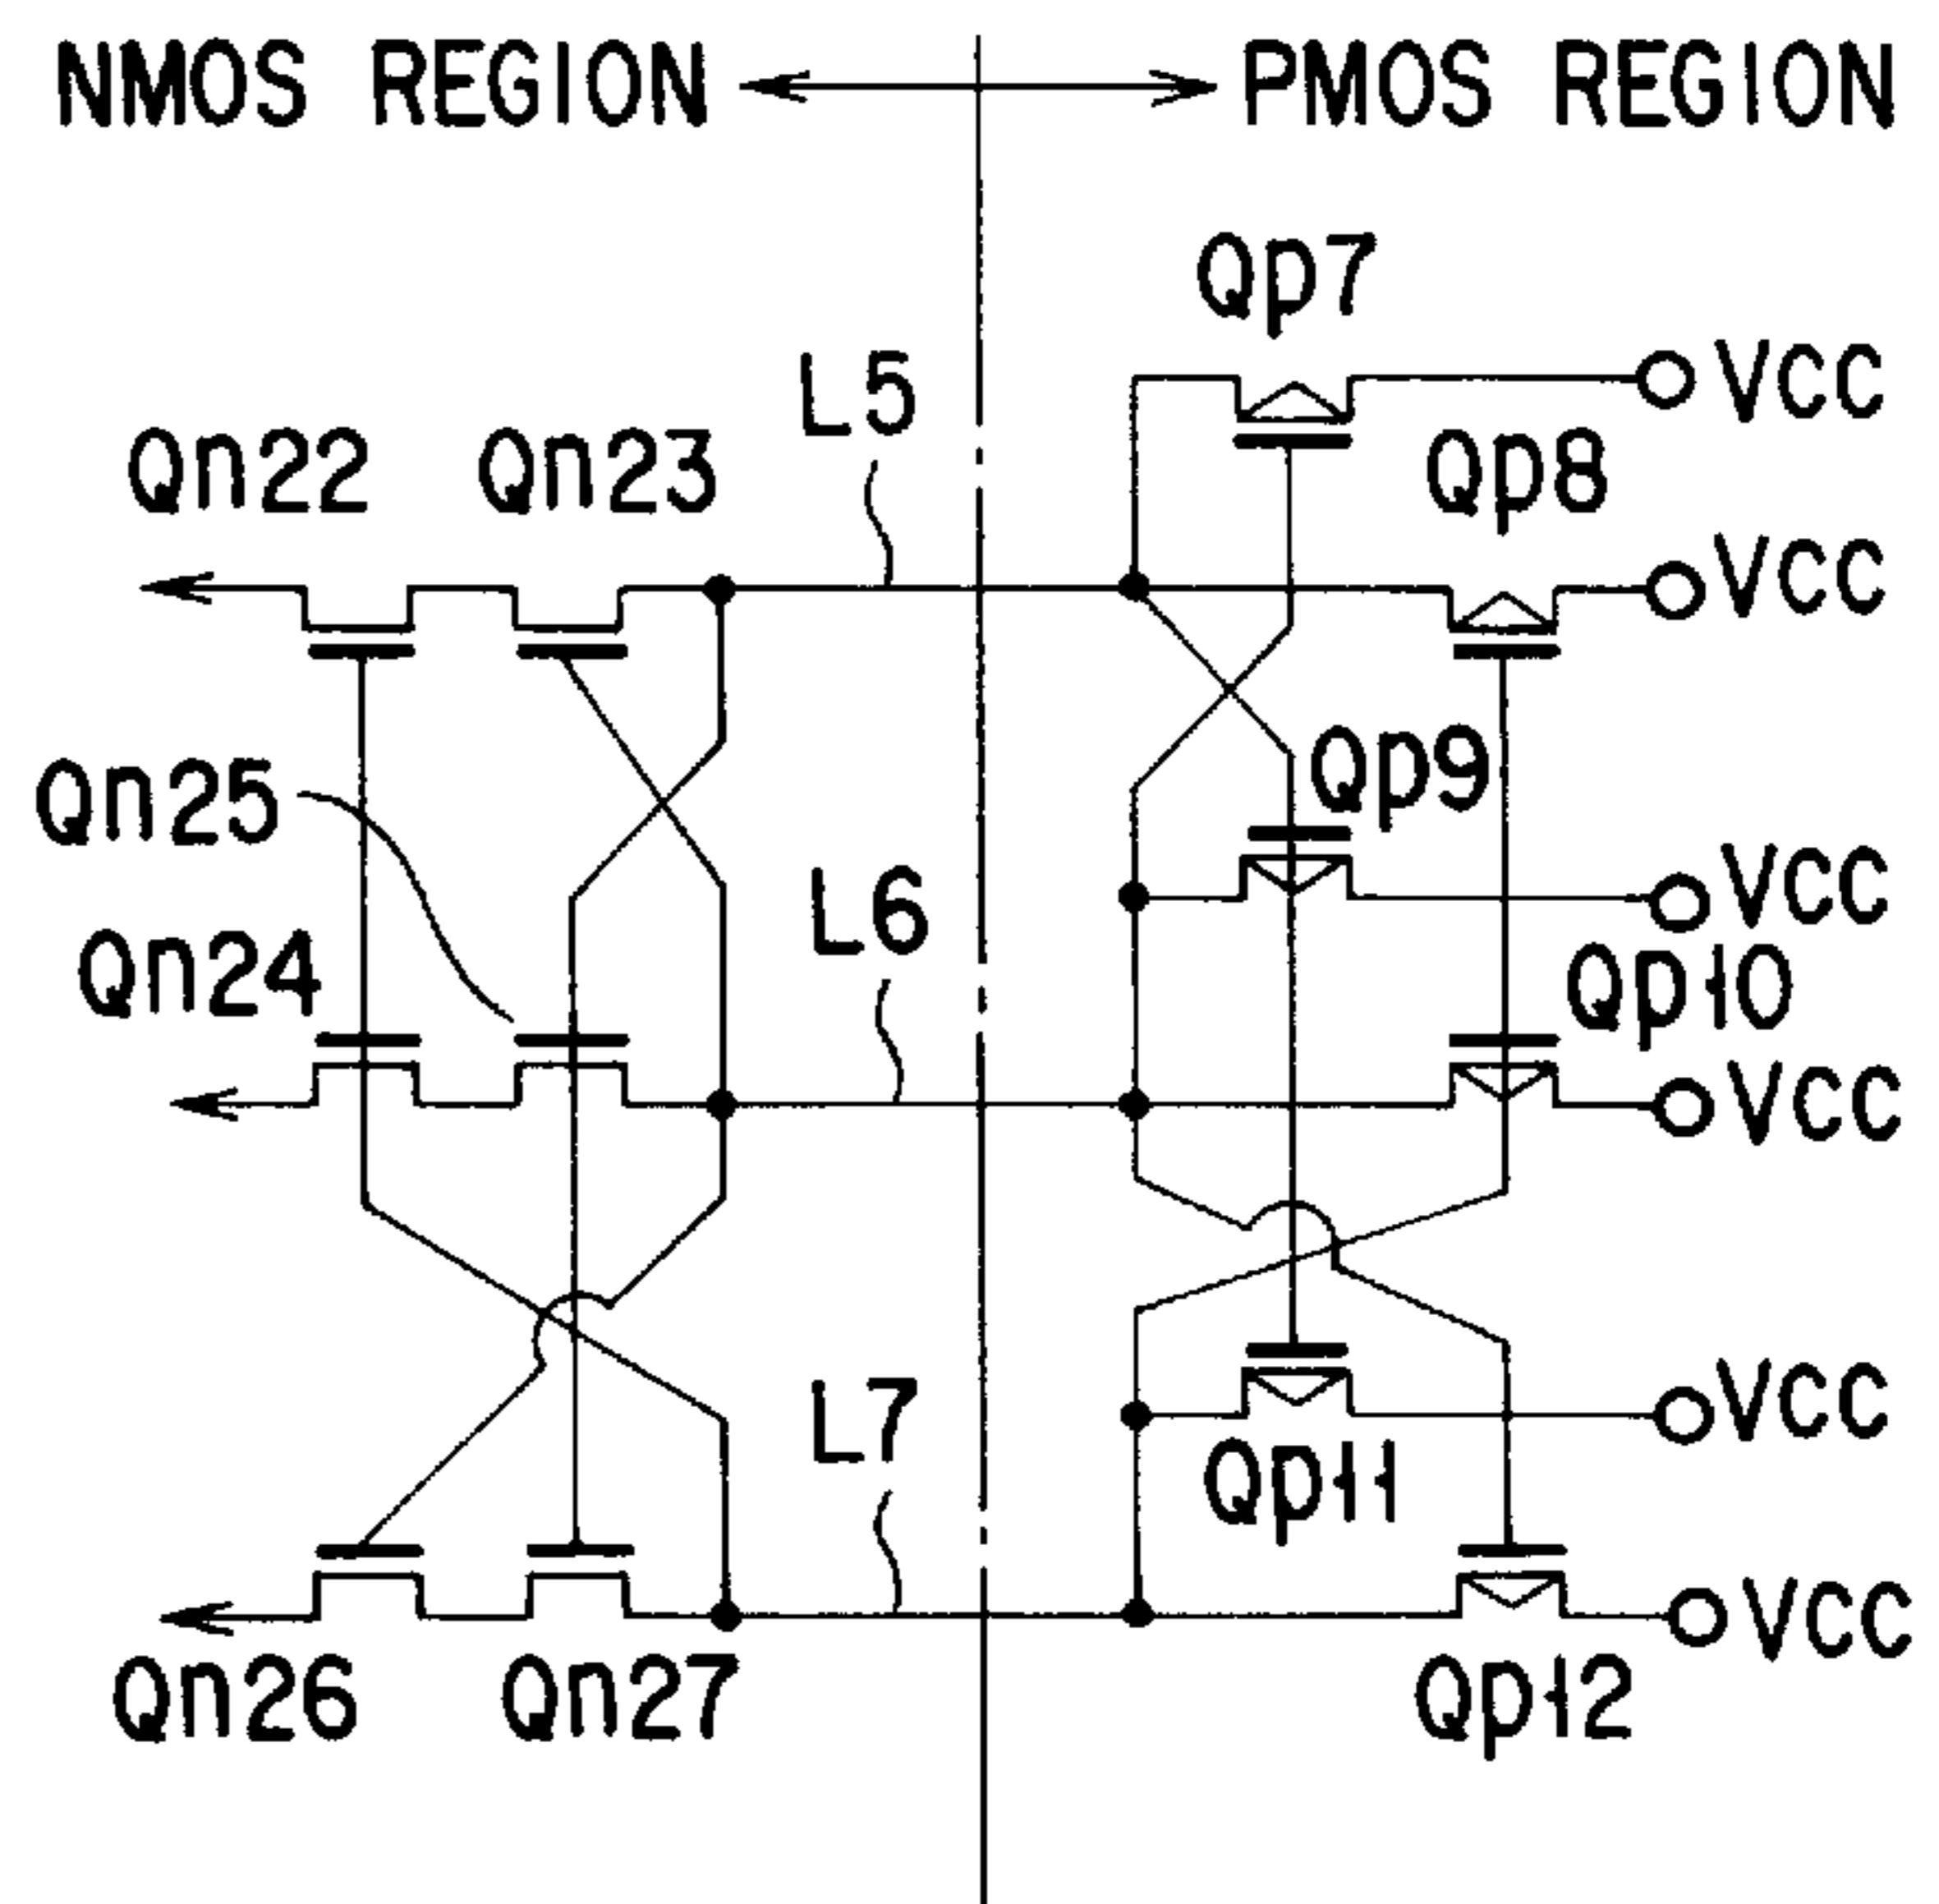 NMOS REGION
PMOS REGION
Qp7
L5
VCC
Qn22
Qn23
Qp8
VCC
Qn25
Qp9
L6
VCC
Qn24
Qp10
VCC
L7
VCC
Qp11
VCC
Qn26
Qn27
Qp12